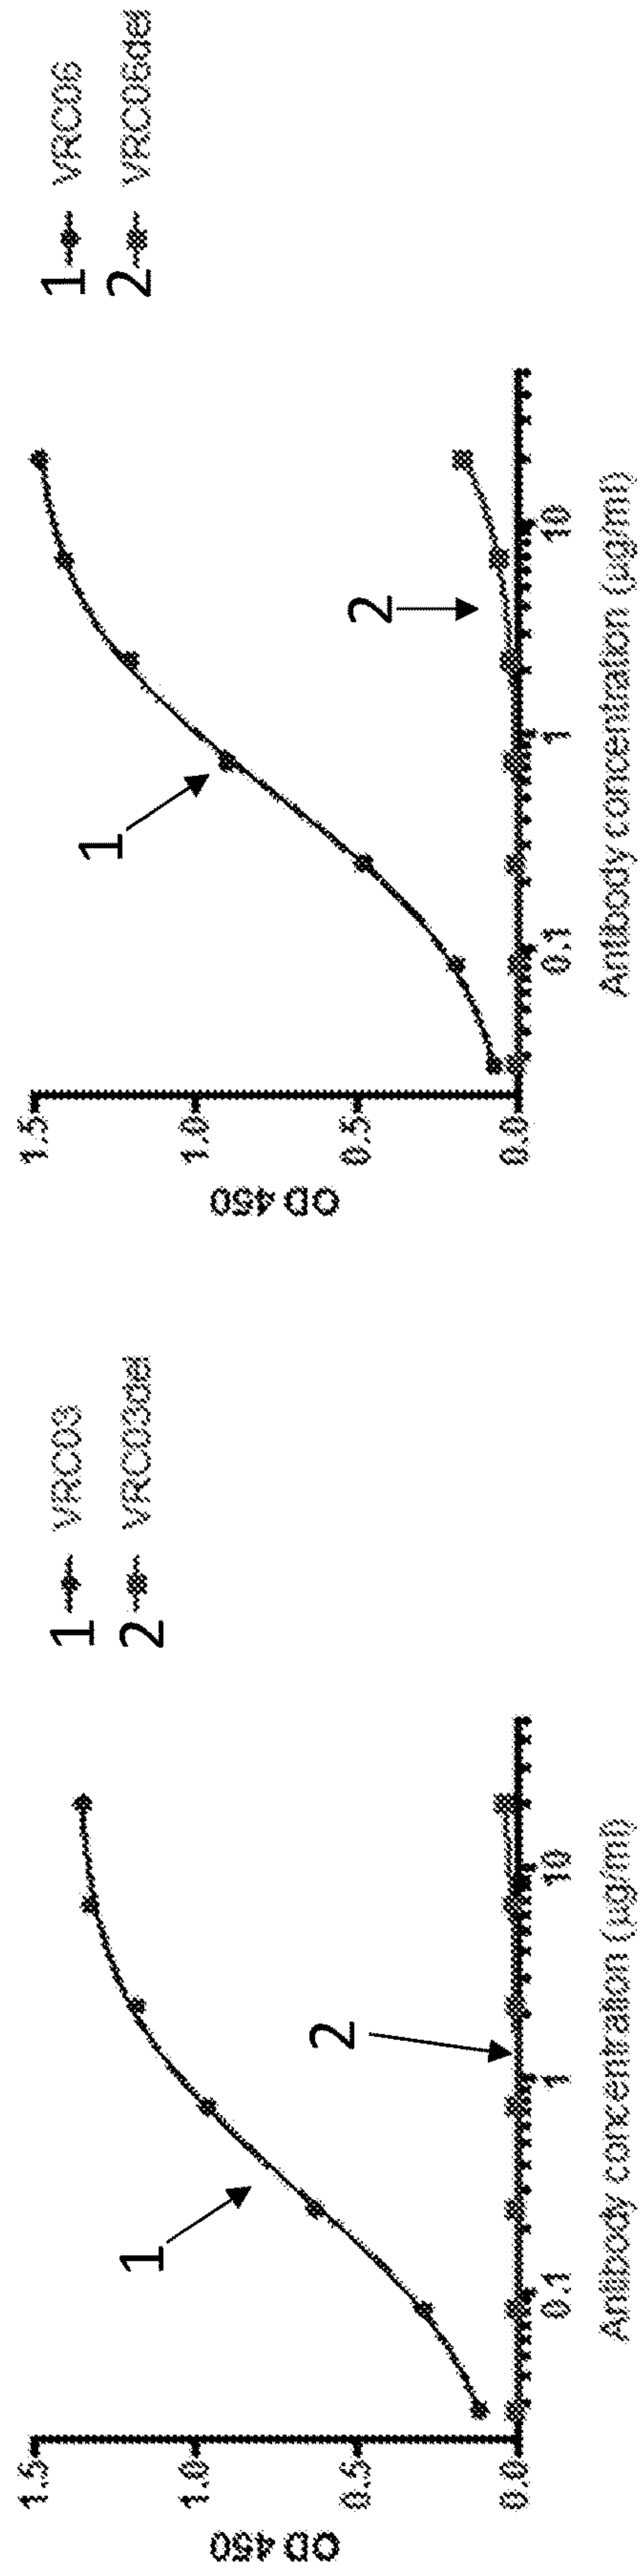 1 VRC03
2 VRC03del
OD 450
1.5
1.0
0.5
0.0
1
2
0.1
1
10
Antibody concentration (µg/ml)
1 VRC06
2 VRC06del
OD 450
1.5
1.0
0.5
0.0
1
2
0.1
1
10
Antibody concentration (µg/ml)